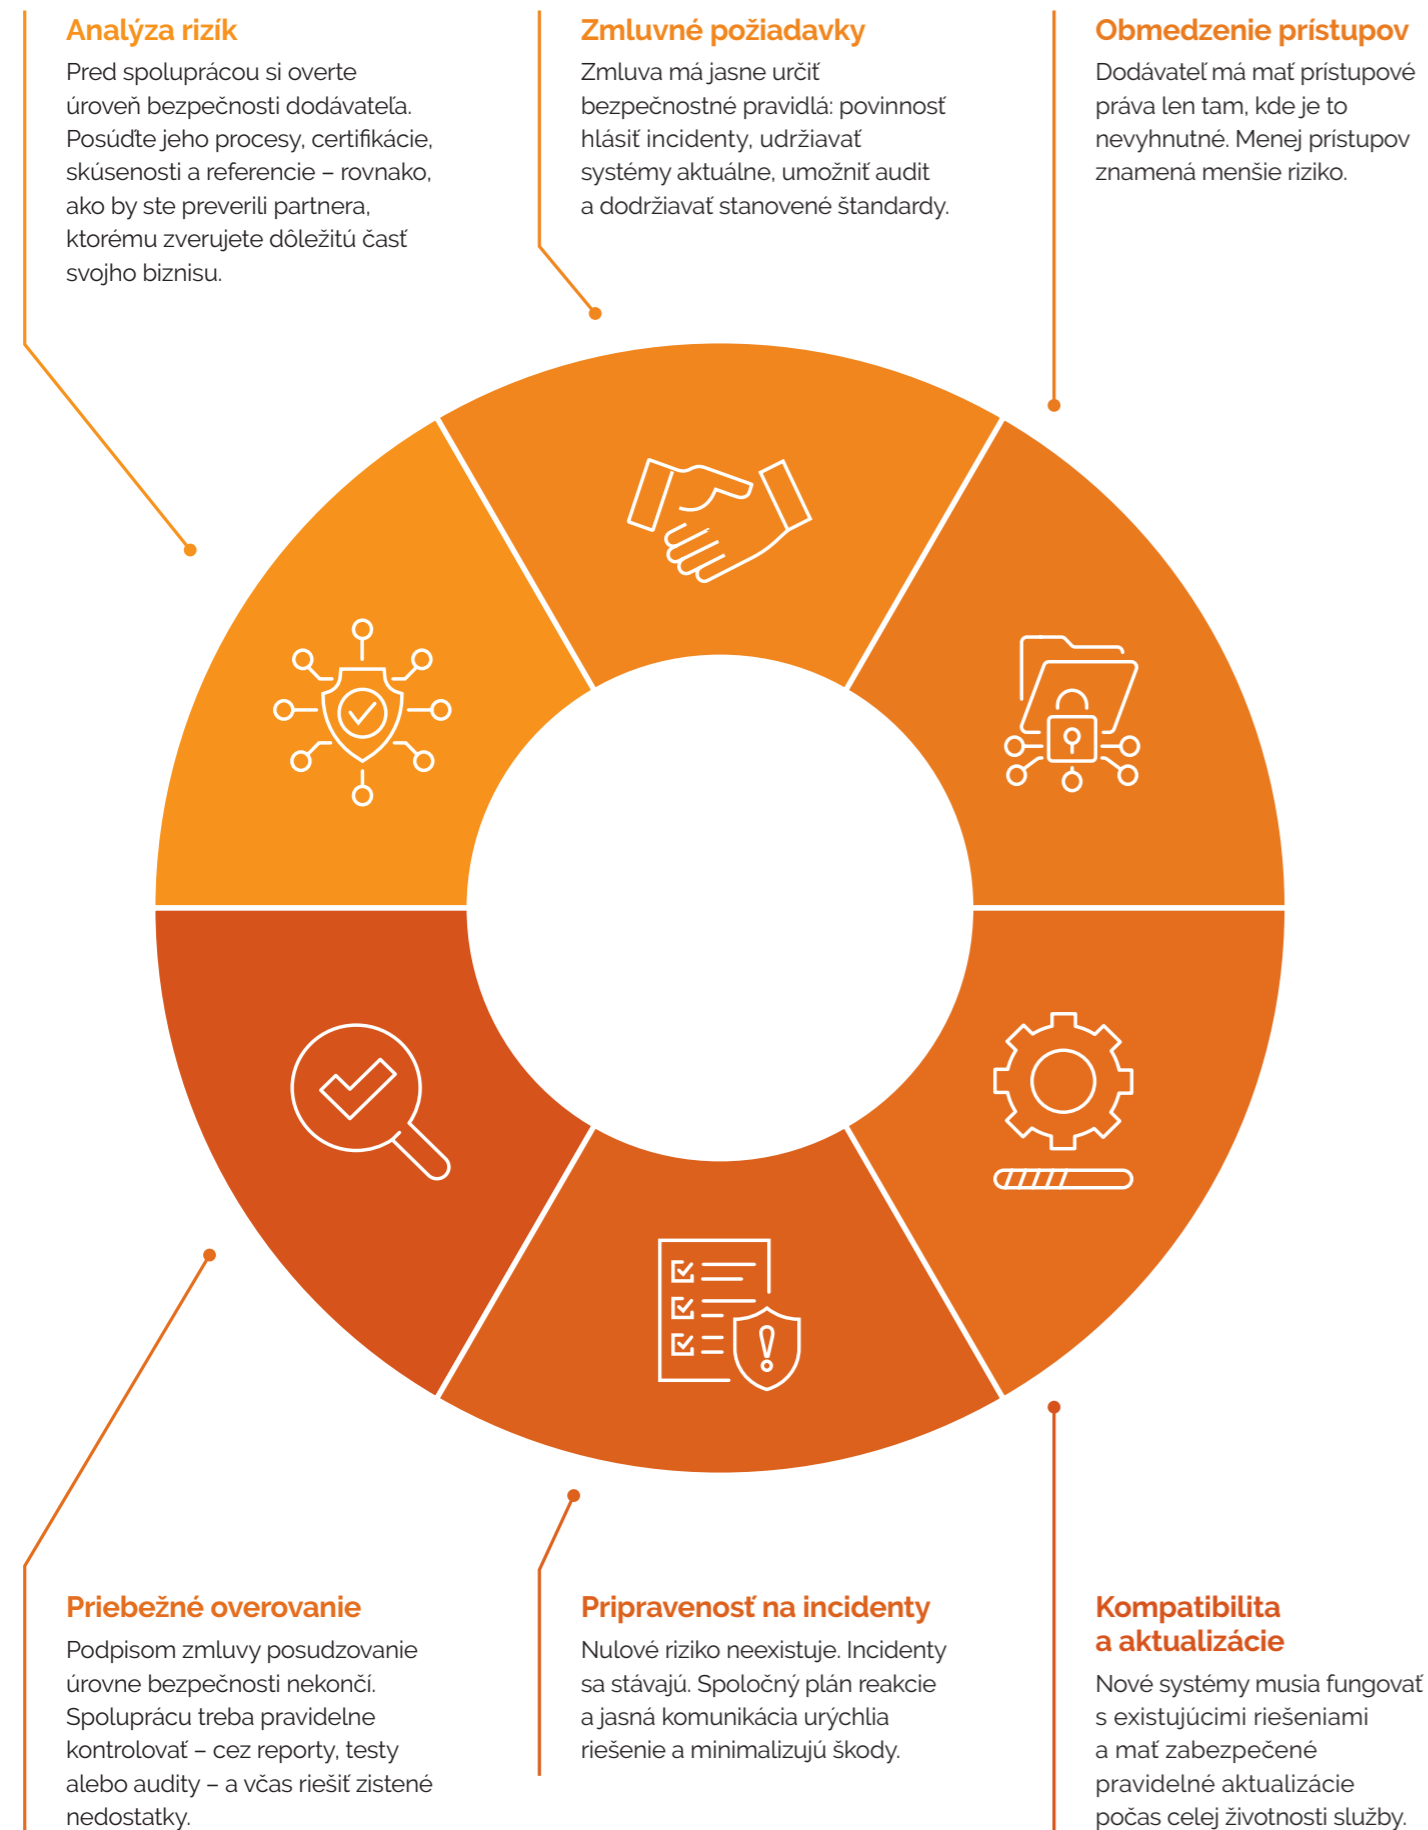 Analýza rizík
Pred spoluprácou si overte
úroveň bezpečnosti dodávateľa.
Posúďte jeho procesy, certifikácie,
skúsenosti a referencie – rovnako,
ako by ste preverili partnera,
ktorému zverujete dôležitú časť
svojho biznisu.
Zmluvné požiadavky
Zmluva má jasne určiť
bezpečnostné pravidlá: povinnosť
hlásiť incidenty, udržiavať
systémy aktuálne, umožniť audit
a dodržiavať stanovené štandardy.
Obmedzenie prístupov
Dodávateľ má mať prístupové
práva len tam, kde je to
nevyhnutné. Menej prístupov
znamená menšie riziko.
Priebežné overovanie
Podpisom zmluvy posudzovanie
úrovne bezpečnosti nekončí.
Spoluprácu treba pravidelne
kontrolovať – cez reporty, testy
alebo audity – a včas riešiť zistené
nedostatky.
Pripravenosť na incidenty
Nulové riziko neexistuje. Incidenty
sa stávajú. Spoločný plán reakcie
a jasná komunikácia urýchlia
riešenie a minimalizujú škody.
Kompatibilita
a aktualizácie
Nové systémy musia fungovať
s existujúcimi riešeniami
a mať zabezpečené
pravidelné aktualizácie
počas celej životnosti služby.